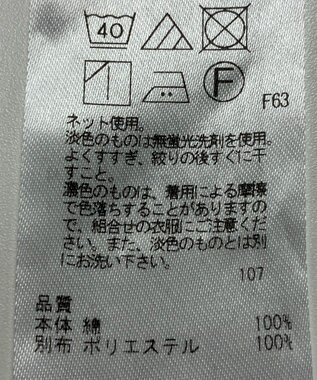 40
F
F63
ネット使用。
淡色のものは無蛍光洗剤を使用。
よくすすぎ、絞りの後すぐに干
すこと。
濃色のものは、着用による摩擦
で色落ちすることがありますの
で、組合せの衣服にご注意くだ
さい。また、淡色のものとは別
にお洗い下さい。
107
品質
本体 綿 100%
別布 ポリエステル 100%